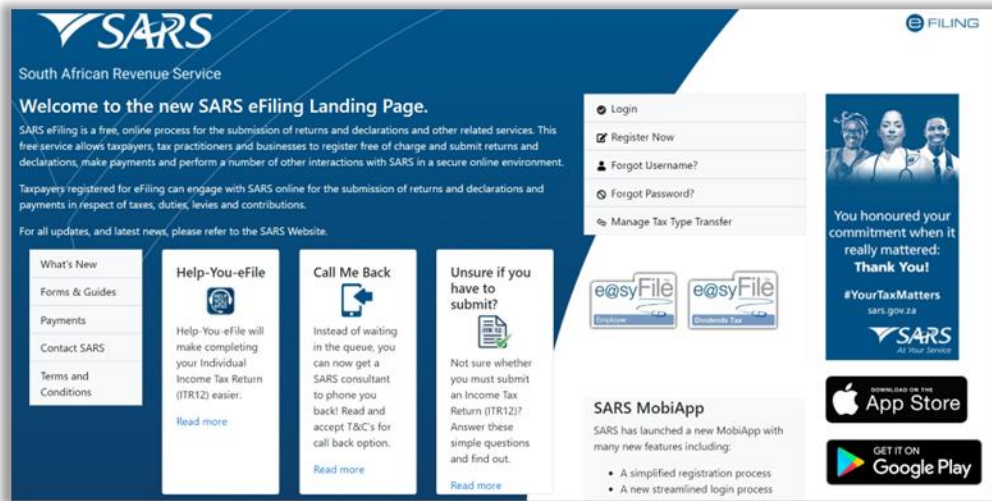 SARS
South African Revenue Service
e FILING
Welcome to the new SARS eFiling Landing Page.
SARS eFiling is a free, online process for the submission of returns and declarations and other related services. This
free service allows taxpayers, tax practitioners and businesses to register free of charge and submit returns and
declarations, make payments and perform a number of other interactions with SARS in a secure online environment.
Taxpayers registered for eFiling can engage with SARS online for the submission of returns and declarations and
payments in respect of taxes, duties, levies and contributions.
For all updates, and latest news, please refer to the SARS Website.
What's New
Forms & Guides
Payments
Contact SARS
Terms and
Conditions
Help-You-eFile
Help-You-eFile will
make completing
your Individual
Income Tax Return
(ITR12) easier.
Read more
Call Me Back
Instead of waiting
in the queue, you
can now get a
SARS consultant
to phone you
back! Read and
accept T&C's for
call back option.
Read more
Unsure if you
have to
submit?
Not sure whether
you must submit
an Income Tax
Return (ITR12)?
Answer these
simple questions
and find out.
Read more
Login
Register Now
Forgot Username?
Forgot Password?
Manage Tax Type Transfer
e@syFile
Employer
e@syFile
Dividends Tax
SARS MobiApp
SARS has launched a new MobiApp with
many new features including:
• A simplified registration process
• A new streamlined login process
You honoured your
commitment when it
really mattered:
Thank You!
#YourTaxMatters
sars.gov.za
SARS
At Your Service
DOWNLOAD ON THE
App Store
GET IT ON
Google Play